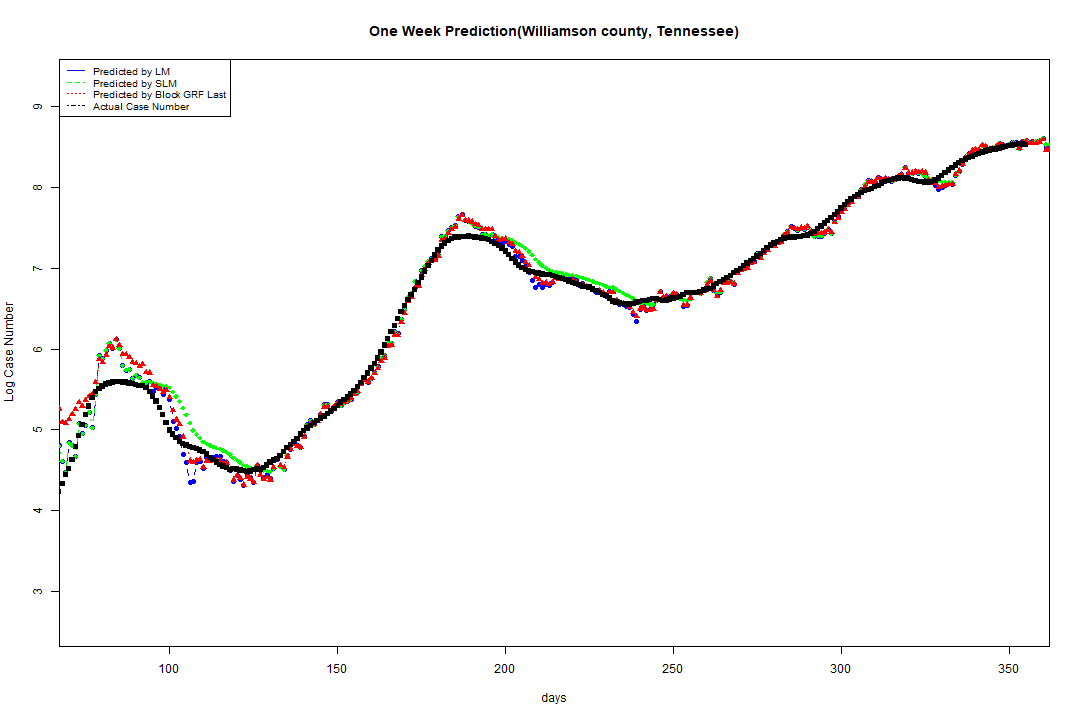 One Week Prediction(Williamson county, Tennessee)
Predicted by LM
Predicted by SLM
Predicted by Block GRF Last
Actual Case Number
Log Case Number
9
8
7
6
5
4
3
100 150 200 250 300 350
days